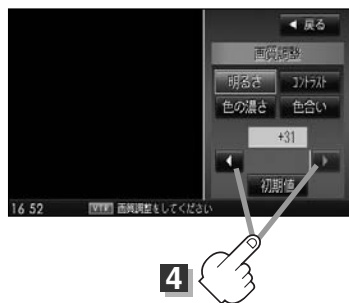 ◀ 戻る
画質調整
明るさ コントラスト
色の濃さ 色合い
+31
◀ ▶
初期値
16 52 VTR 画質調整をしてください
4